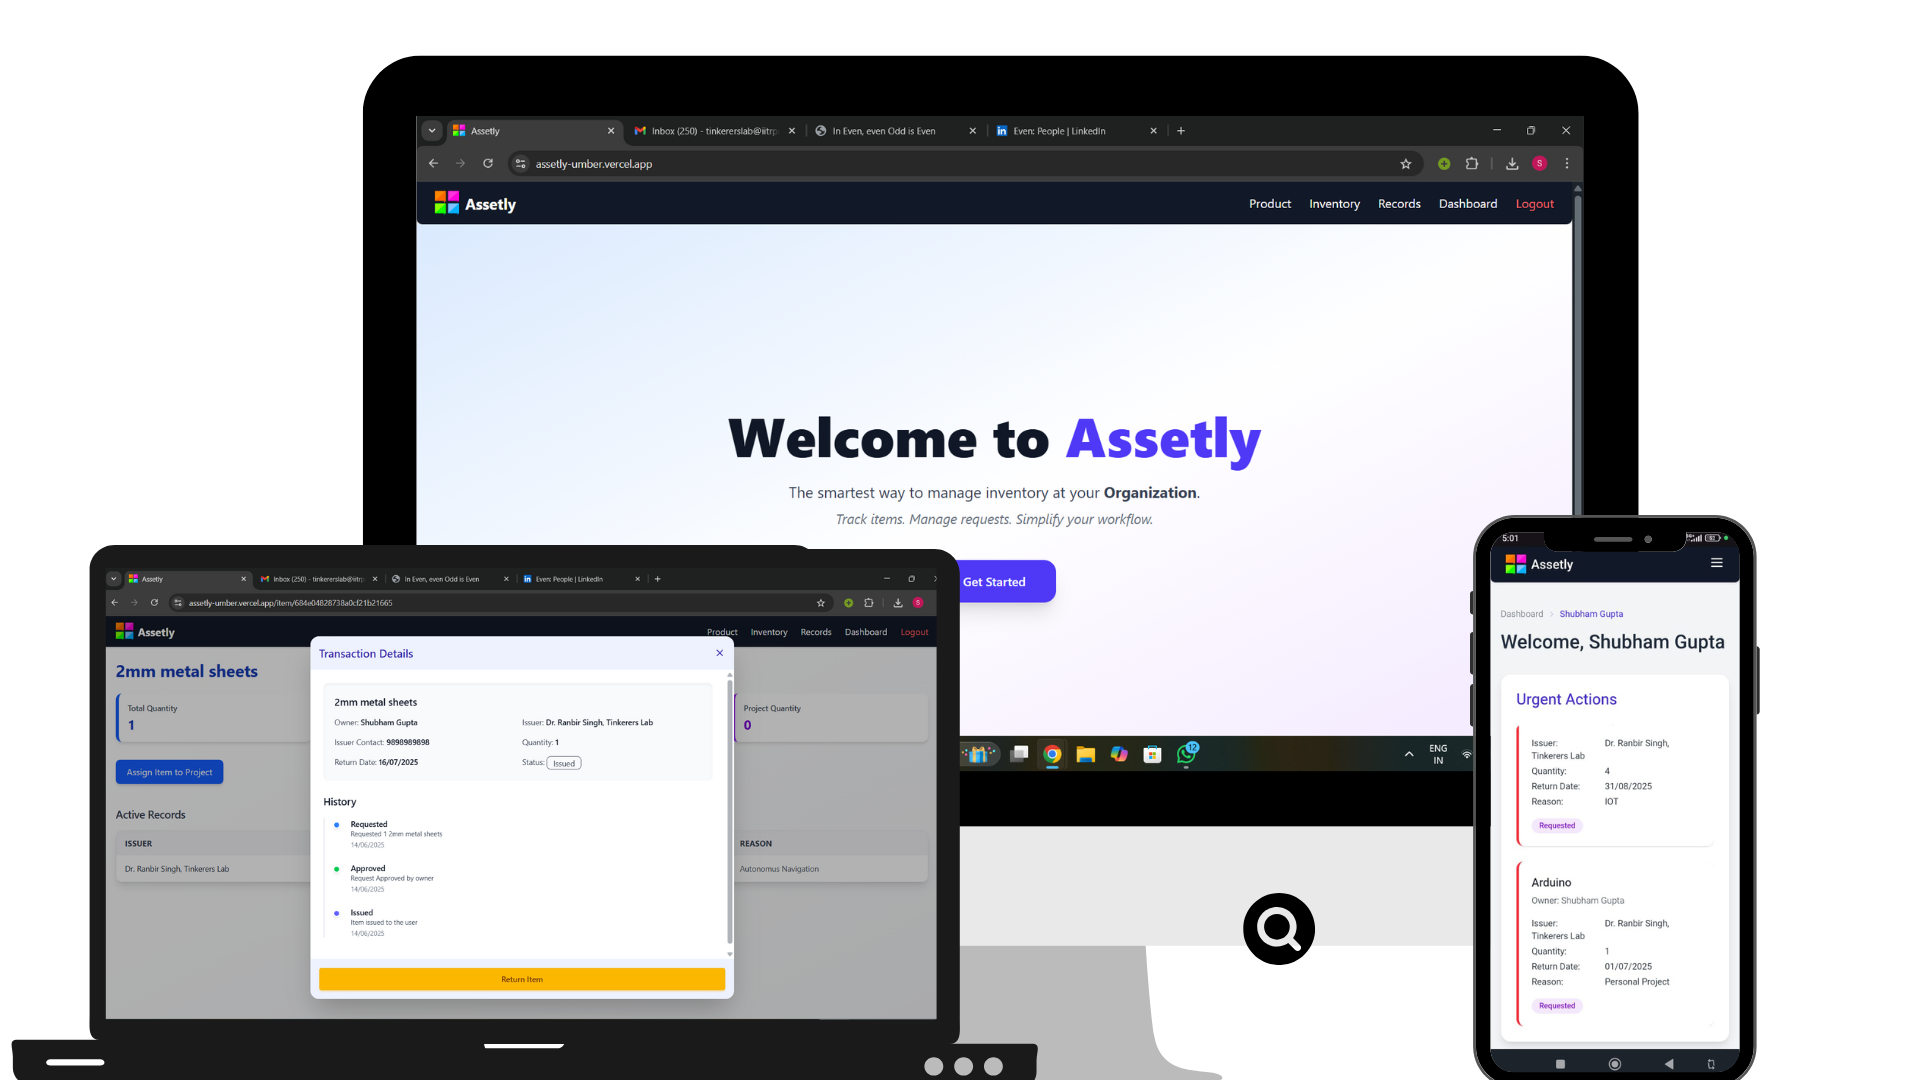 Assetly
Inbox (250) - tinkererslab@iitrp
In Even, even Odd is Even
Even: People | LinkedIn
assetly-umber.vercel.app
S
Assetly
Product
Inventory
Records
Dashboard
Logout
Welcome to Assetly
The smartest way to manage inventory at your Organization.
Track items. Manage requests. Simplify your workflow.
Get Started
12
ENG
IN
Assetly
Inbox (250) - tinkererslab@iitrp
In Even, even Odd is Even
Even: People | LinkedIn
assetly-umber.vercel.app/item/684e04828738a0cf21b21665
S
Assetly
Product
Inventory
Records
Dashboard
Logout
2mm metal sheets
Total Quantity
1
Project Quantity
0
Assign Item to Project
Active Records
ISSUER
REASON
Dr. Ranbir Singh, Tinkerers Lab
Autonomus Navigation
Transaction Details
2mm metal sheets
Owner: Shubham Gupta
Issuer: Dr. Ranbir Singh, Tinkerers Lab
Issuer Contact: 9898989898
Quantity: 1
Return Date: 16/07/2025
Status: Issued
History
Requested
Requested 1 2mm metal sheets
14/06/2025
Approved
Request Approved by owner
14/06/2025
Issued
Item issued to the user
14/06/2025
Return Item
5:01
Assetly
Dashboard > Shubham Gupta
Welcome, Shubham Gupta
Urgent Actions
Issuer: Dr. Ranbir Singh,
Tinkerers Lab
Quantity: 4
Return Date: 31/08/2025
Reason: IOT
Requested
Arduino
Owner: Shubham Gupta
Issuer: Dr. Ranbir Singh,
Tinkerers Lab
Quantity: 1
Return Date: 01/07/2025
Reason: Personal Project
Requested